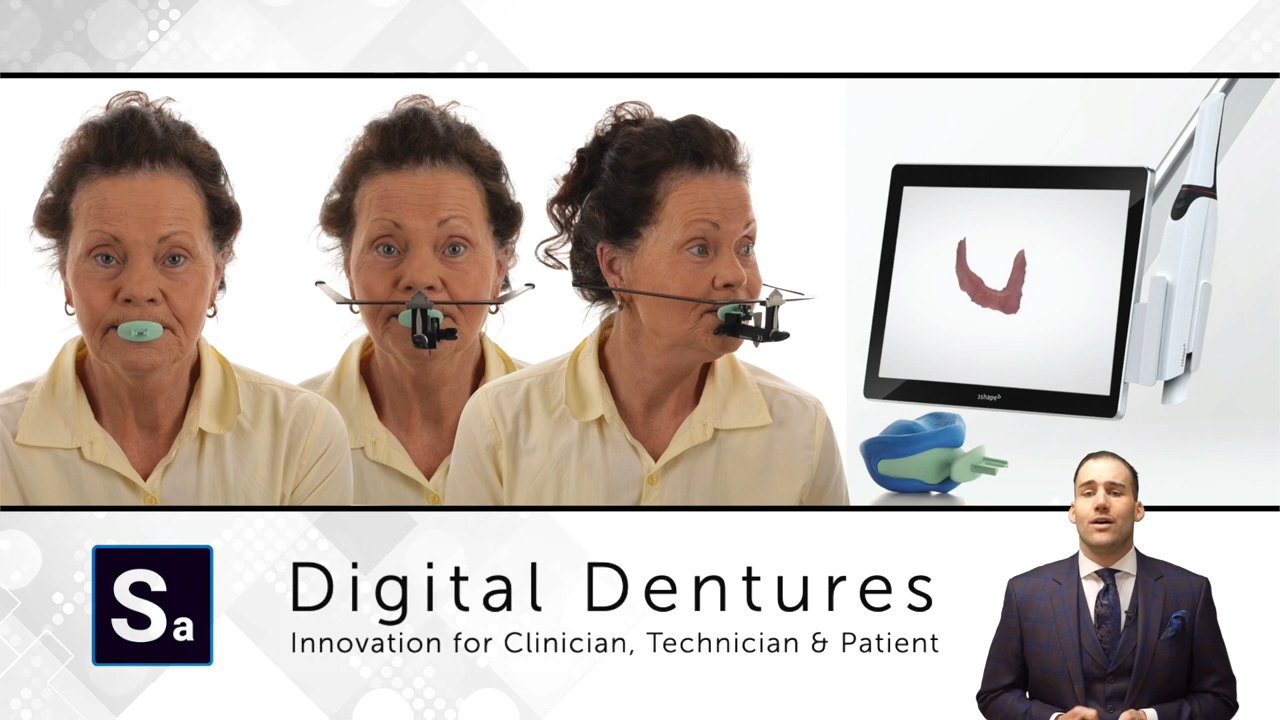 3shape
Sa
Digital Dentures
Innovation for Clinician, Technician & Patient